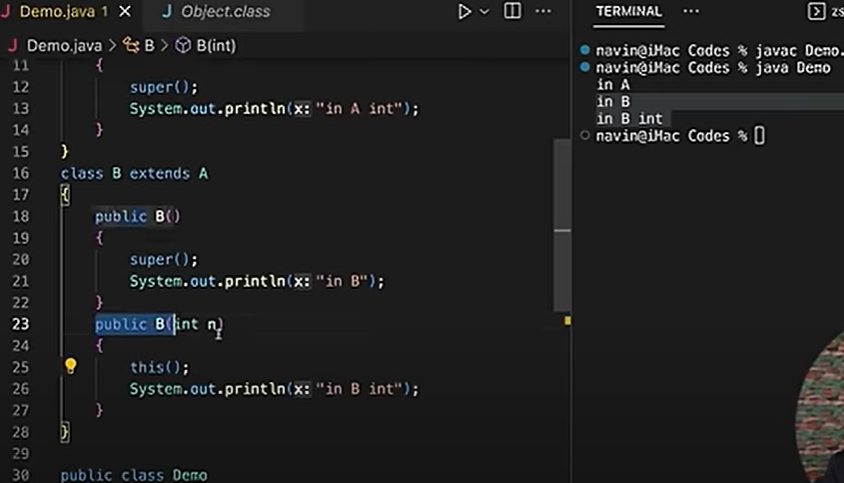 Demo.java 1
Object.class
Demo.java > B > B(int)
11 {
12 super();
13 System.out.println(x: "in A int");
14 }
15 }
16 class B extends A
17 {
18 public B()
19 {
20 super();
21 System.out.println(x: "in B");
22 }
23 public B(int n)
24 {
25 this();
26 System.out.println(x: "in B int");
27 }
28 }
29
30 public class Demo
TERMINAL
zs
navin@iMac Codes % javac Demo.
navin@iMac Codes % java Demo
in A
in B
in B int
navin@iMac Codes %